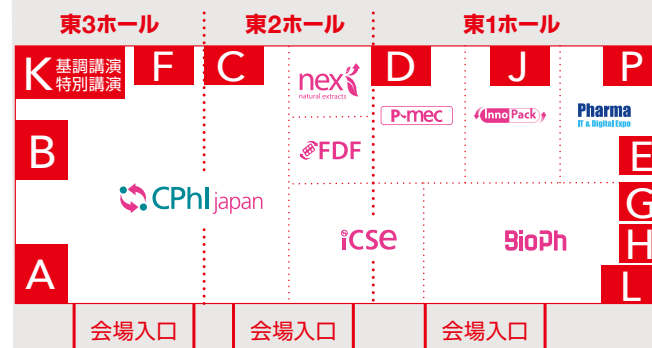 東3ホール
東2ホール
東1ホール
K 基調講演
特別講演
F
C
nex
natural extracts
D
P-mec
J
InnoPack
P
Pharma
IT & Digital Expo
B
FDF
E
CPhI japan
G
iCSE
BioPh
H
A
L
会場入口
会場入口
会場入口